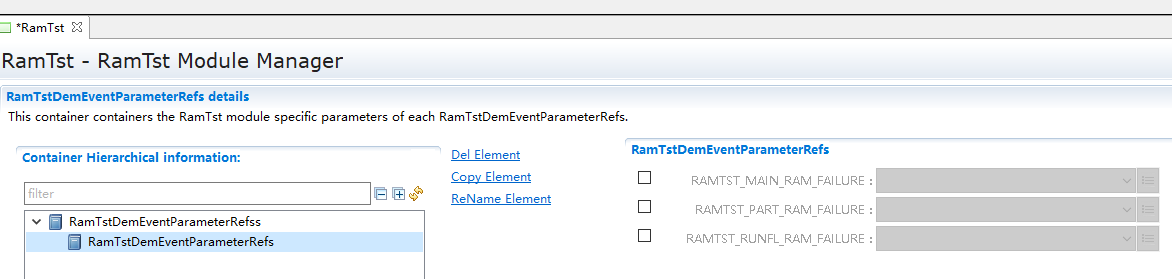 *RamTst
RamTst - RamTst Module Manager
RamTstDemEventParameterRefs details
This container containers the RamTst module specific parameters of each RamTstDemEventParameterRefs.
Container Hierarchical information:
filter
RamTstDemEventParameterRefss
RamTstDemEventParameterRefs
Del Element
Copy Element
ReName Element
RamTstDemEventParameterRefs
RAMTST_MAIN_RAM_FAILURE :
RAMTST_PART_RAM_FAILURE :
RAMTST_RUNFL_RAM_FAILURE :